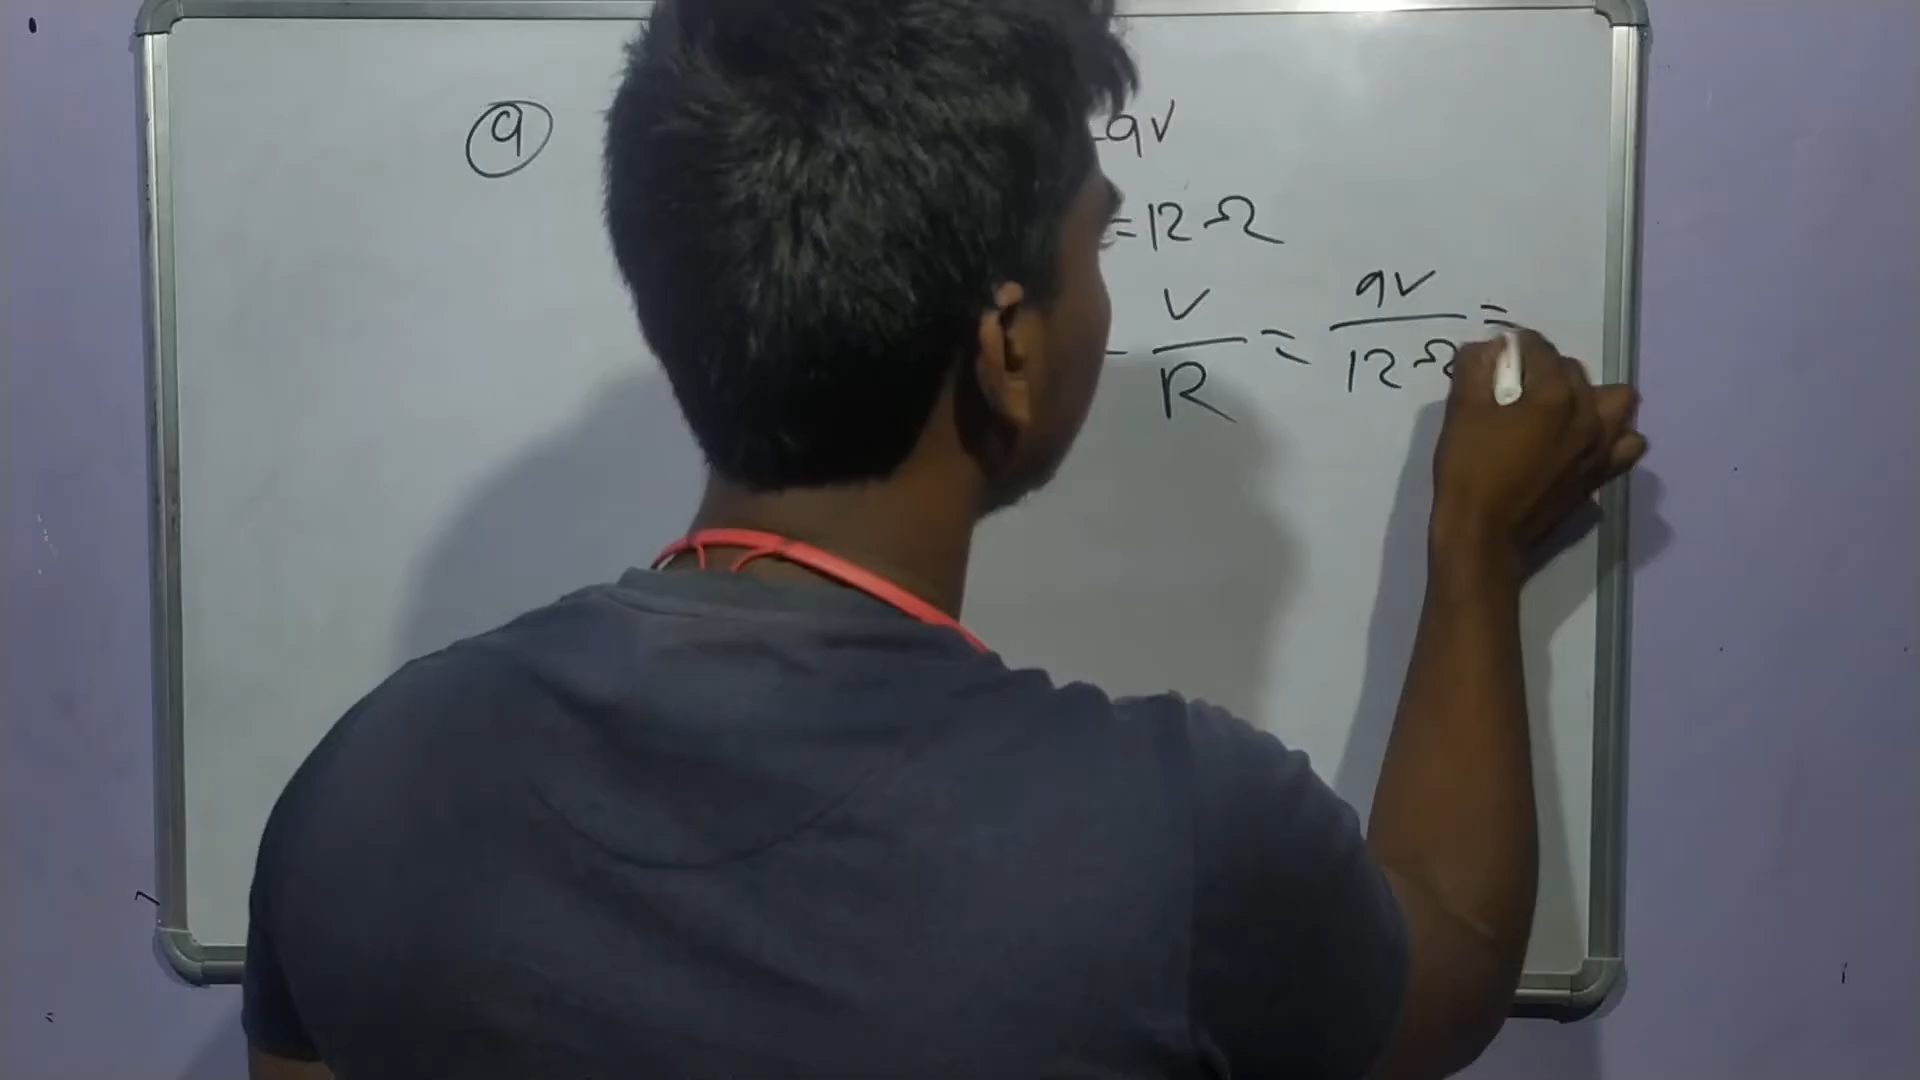 9
9V
=12Ω
V/R = 9V/12Ω =